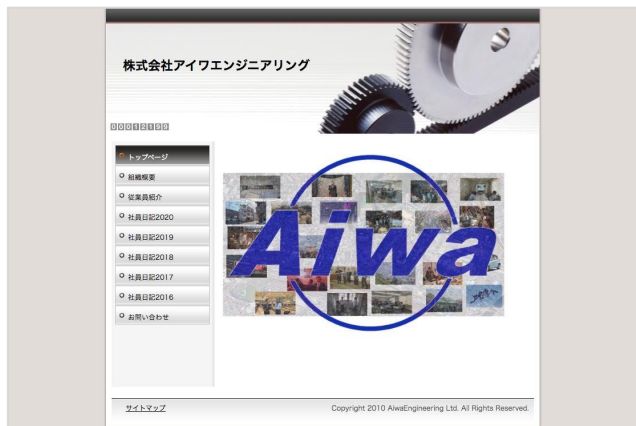 株式会社アイワエンジニアリング
00012199
トップページ
組織概要
従業員紹介
社員日記2020
社員日記2019
社員日記2018
社員日記2017
社員日記2016
お問い合わせ
Aiwa
サイトマップ
Copyright 2010 AiwaEngineering Ltd. All Rights Reserved.